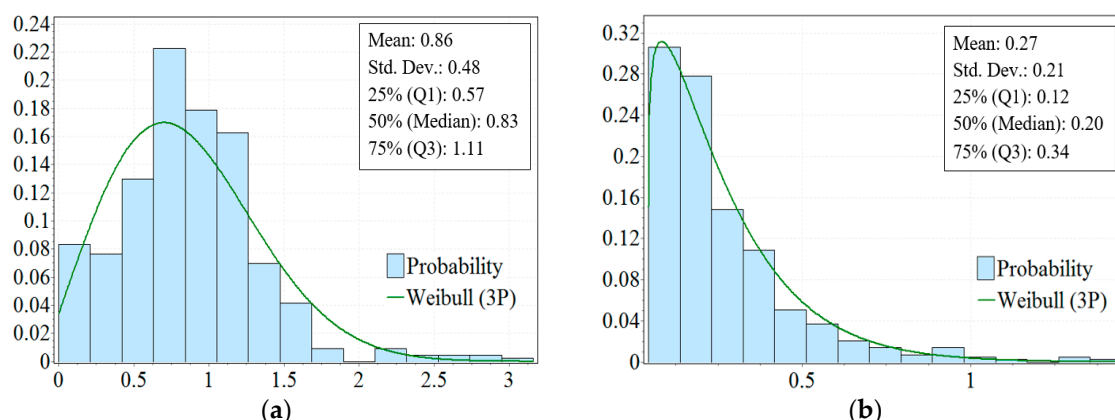 0.24
0.22
0.2
0.18
0.16
0.14
0.12
0.1
0.08
0.06
0.04
0.02
0
0 0.5 1 1.5 2 2.5 3
Mean: 0.86
Std. Dev.: 0.48
25% (Q1): 0.57
50% (Median): 0.83
75% (Q3): 1.11
Probability
Weibull (3P)
(a)
0.32
0.28
0.24
0.2
0.16
0.12
0.08
0.04
0
0.5 1
Mean: 0.27
Std. Dev.: 0.21
25% (Q1): 0.12
50% (Median): 0.20
75% (Q3): 0.34
Probability
Weibull (3P)
(b)